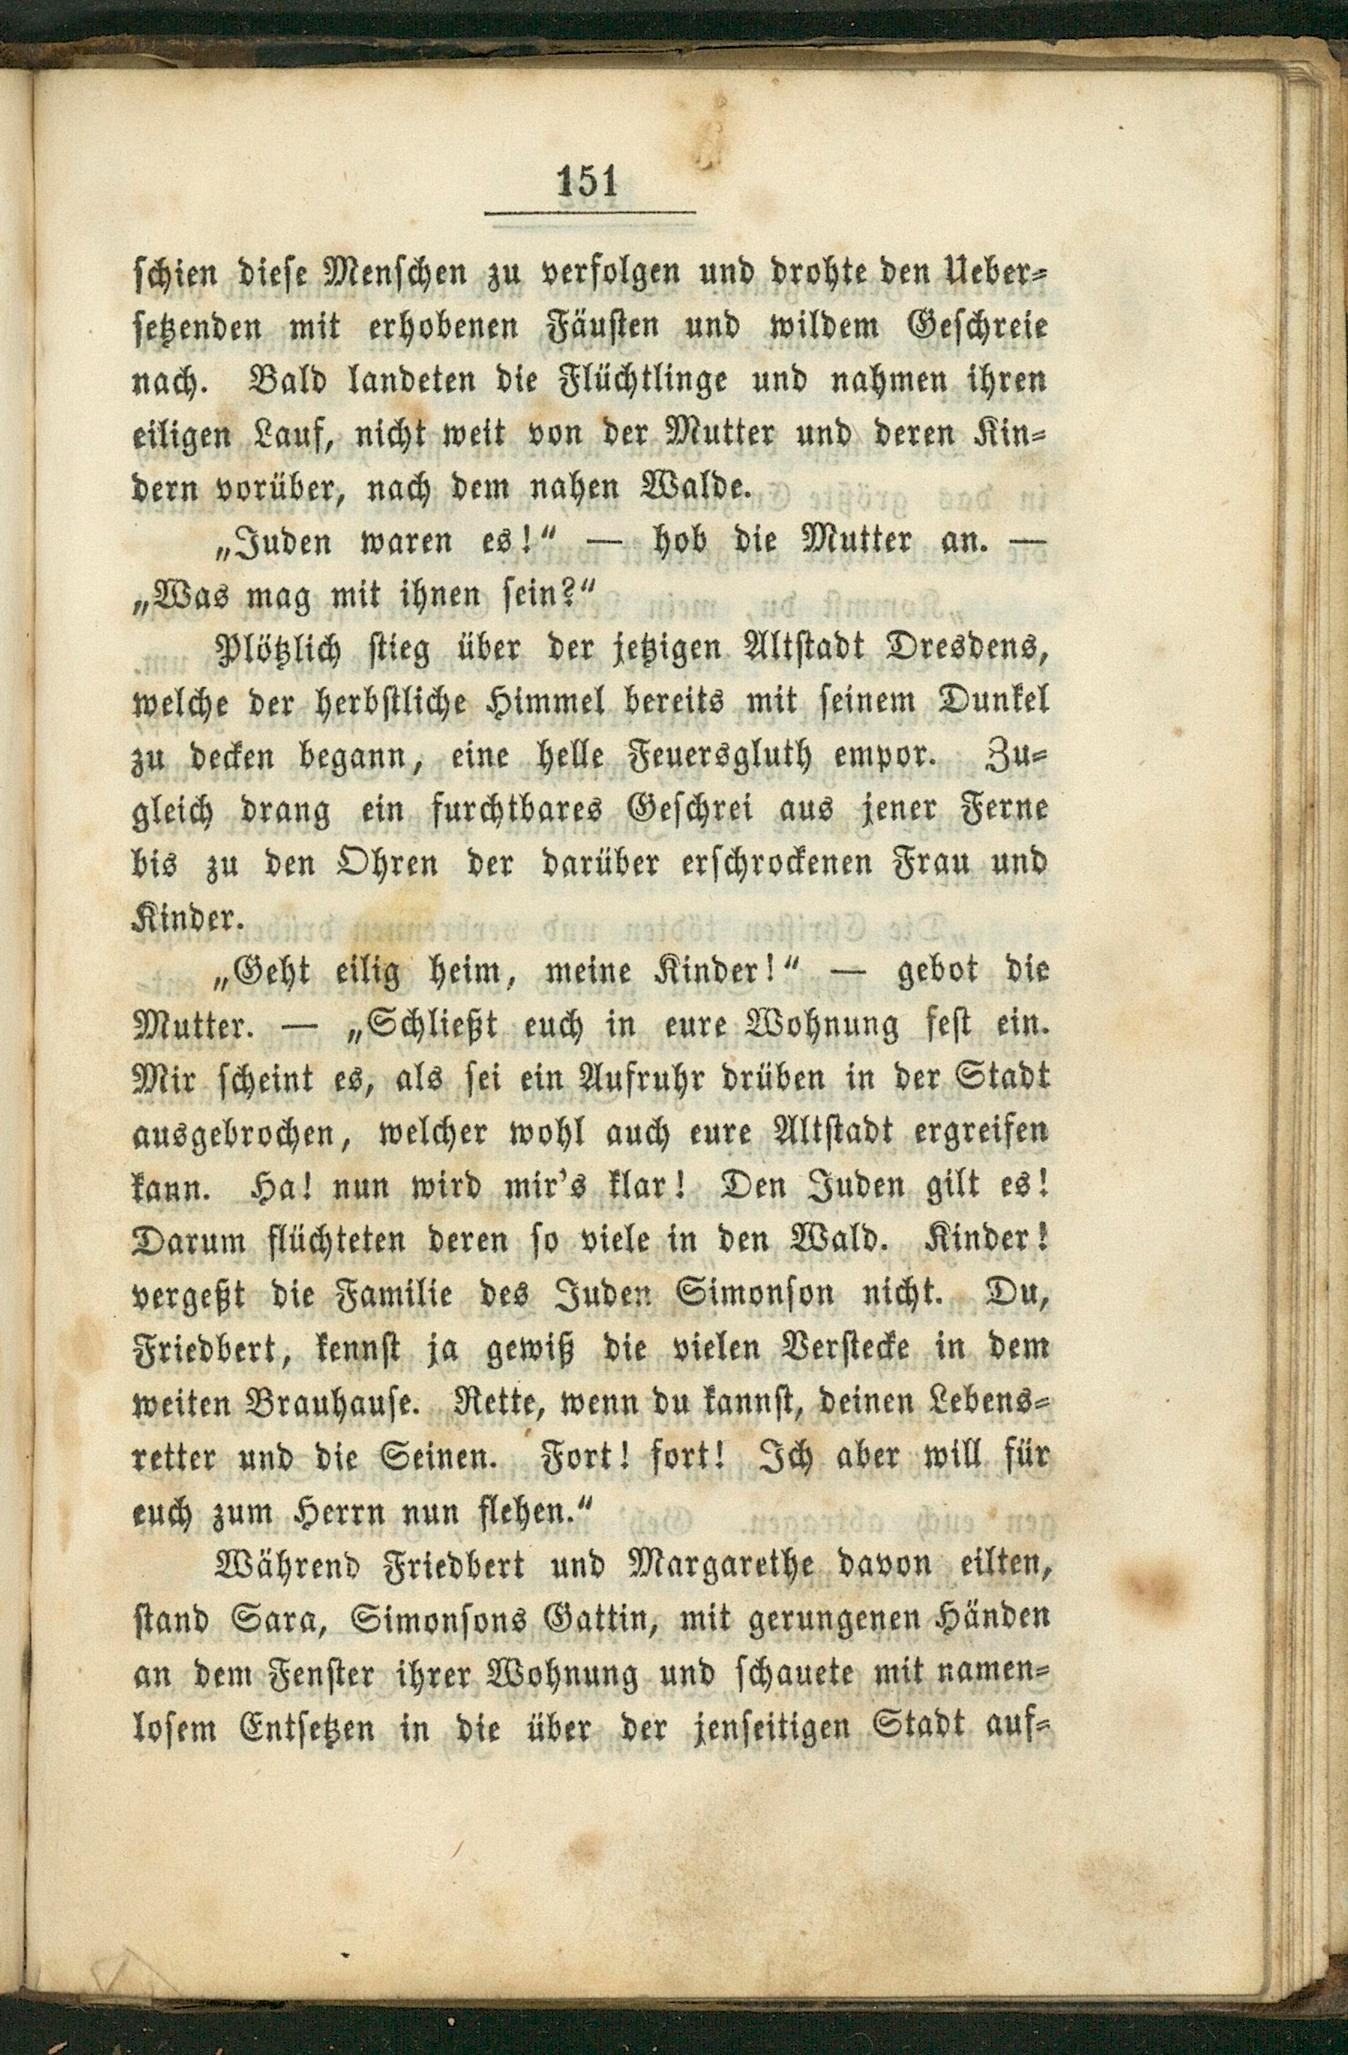 151
schien diese Menschen zu verfolgen und drohte den Ueber-
setzenden mit erhobenen Fäusten und wildem Geschreie
nach. Bald landeten die Flüchtlinge und nahmen ihren
eiligen Lauf, nicht weit von der Mutter und deren Kin-
dern vorüber, nach dem nahen Walde.
„Juden waren es!“ — hob die Mutter an. —
„Was mag mit ihnen sein?“
Plötzlich stieg über der jetzigen Altstadt Dresdens,
welche der herbstliche Himmel bereits mit seinem Dunkel
zu decken begann, eine helle Feuersgluth empor. Zu-
gleich drang ein furchtbares Geschrei aus jener Ferne
bis zu den Ohren der darüber erschrockenen Frau und
Kinder.
„Geht eilig heim, meine Kinder!“ — gebot die
Mutter. — „Schließt euch in eure Wohnung fest ein.
Mir scheint es, als sei ein Aufruhr drüben in der Stadt
ausgebrochen, welcher wohl auch eure Altstadt ergreifen
kann. Ha! nun wird mir's klar! Den Juden gilt es!
Darum flüchteten deren so viele in den Wald. Kinder!
vergeßt die Familie des Juden Simonson nicht. Du,
Friedbert, kennst ja gewiß die vielen Verstecke in dem
weiten Brauhause. Rette, wenn du kannst, deinen Lebens-
retter und die Seinen. Fort! fort! Ich aber will für
euch zum Herrn nun flehen.“
Während Friedbert und Margarethe davon eilten,
stand Sara, Simonsons Gattin, mit gerungenen Händen
an dem Fenster ihrer Wohnung und schauete mit namen-
losem Entsetzen in die über der jenseitigen Stadt auf-